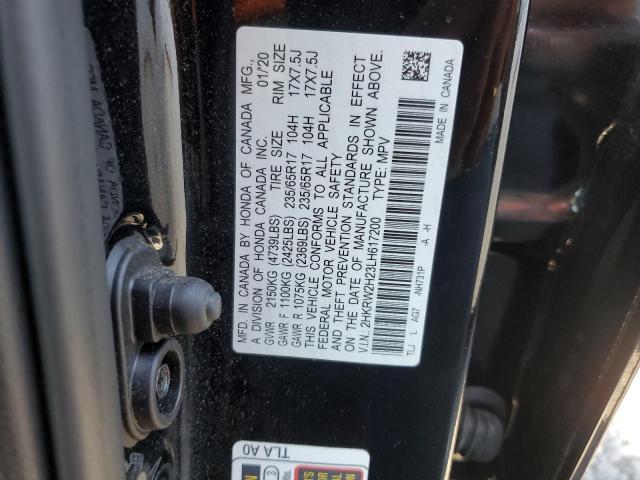 MFD. IN CANADA BY HONDA OF CANADA MFG.,
A DIVISION OF HONDA CANADA INC. 01/20
GVWR 2150KG (4739LBS) TIRE SIZE RIM SIZE
GAWR F 1100KG (2425LBS) 235/65R17 104H 17X7.5J
GAWR R 1075KG (2369LBS) 235/65R17 104H 17X7.5J
THIS VEHICLE CONFORMS TO ALL APPLICABLE
FEDERAL MOTOR VEHICLE SAFETY
AND THEFT PREVENTION STANDARDS IN EFFECT
ON THE DATE OF MANUFACTURE SHOWN ABOVE.
V.I.N.: 2HKRW2H23LH617200 TYPE: MPV
TLJ L AG7 -NH731P -A -H MADE IN CANADA
TLA A0